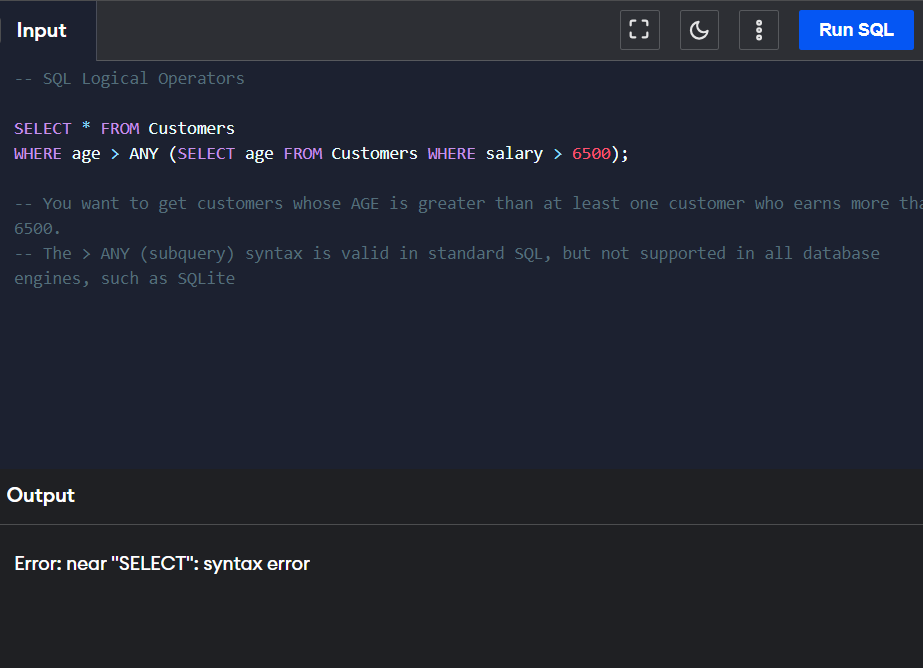 Input
Run SQL
-- SQL Logical Operators
SELECT * FROM Customers
WHERE age > ANY (SELECT age FROM Customers WHERE salary > 6500);
-- You want to get customers whose AGE is greater than at least one customer who earns more tha
6500.
-- The > ANY (subquery) syntax is valid in standard SQL, but not supported in all database
engines, such as SQLite
Output
Error: near "SELECT": syntax error